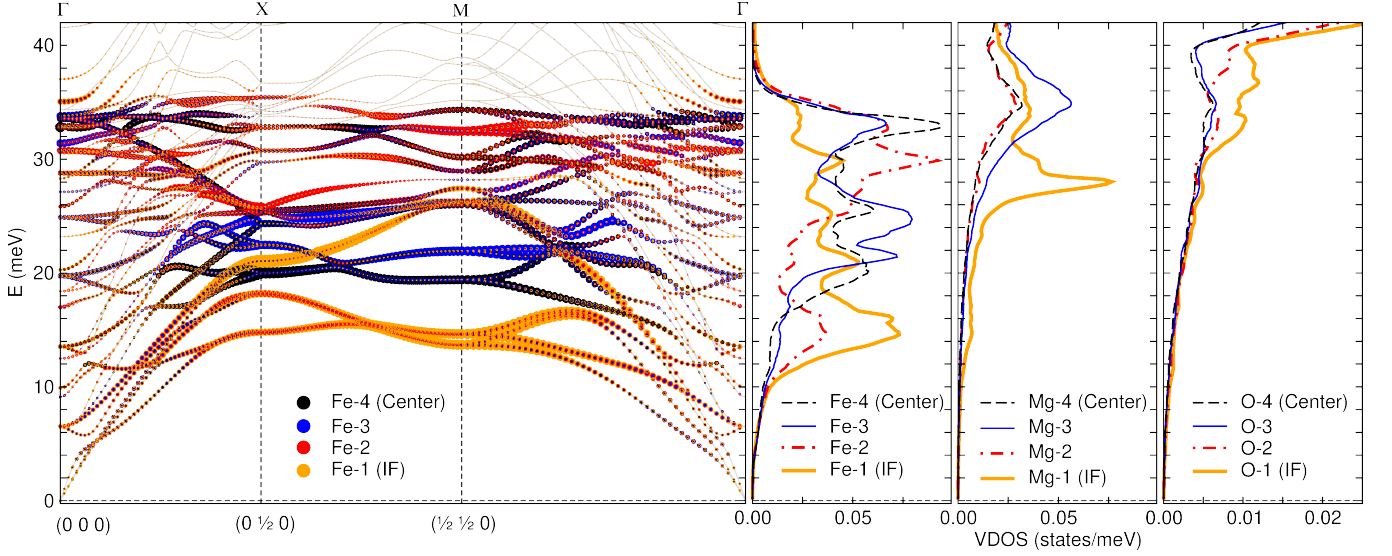 Γ X M Γ
40
30
20
10
0
E (meV)
Fe-4 (Center)
Fe-3
Fe-2
Fe-1 (IF)
(0 0 0) (0 ½ 0) (½ ½ 0)
Fe-4 (Center)
Fe-3
Fe-2
Fe-1 (IF)
0.00 0.05
Mg-4 (Center)
Mg-3
Mg-2
Mg-1 (IF)
0.00 0.05
O-4 (Center)
O-3
O-2
O-1 (IF)
0.00 0.01 0.02
VDOS (states/meV)